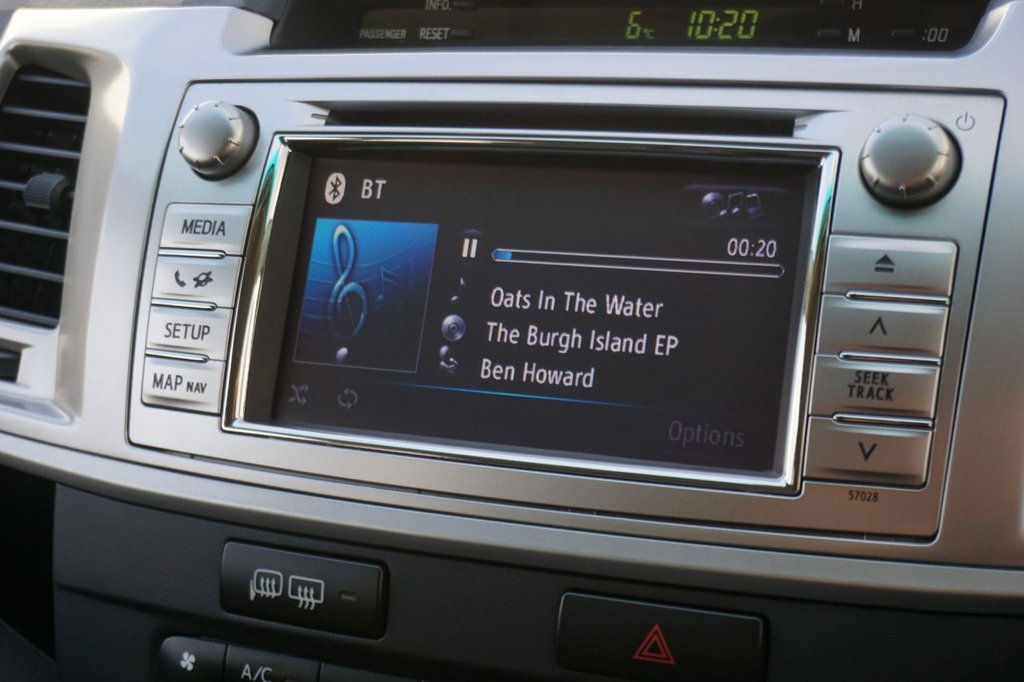 INFO.
PASSENGER RESET
6°C 10:20
H
M :00
BT
MEDIA
SETUP
MAP NAV
00:20
Oats In The Water
The Burgh Island EP
Ben Howard
Options
SEEK
TRACK
57028
A/C